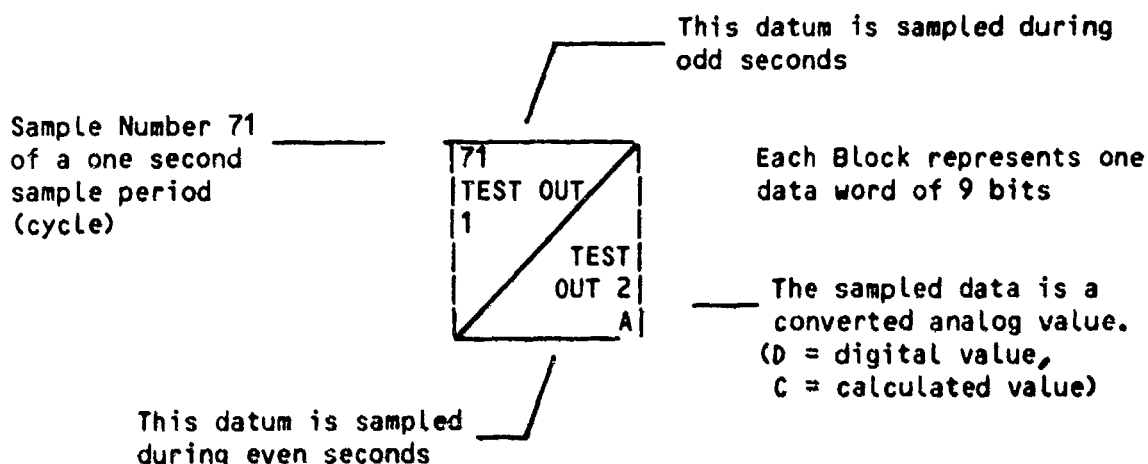 This datum is sampled during
odd seconds
Sample Number 71
of a one second
sample period
(cycle)
71
TEST OUT
1
TEST
OUT 2
A
Each Block represents one
data word of 9 bits
The sampled data is a
converted analog value.
(D = digital value,
C = calculated value)
This datum is sampled
during even seconds